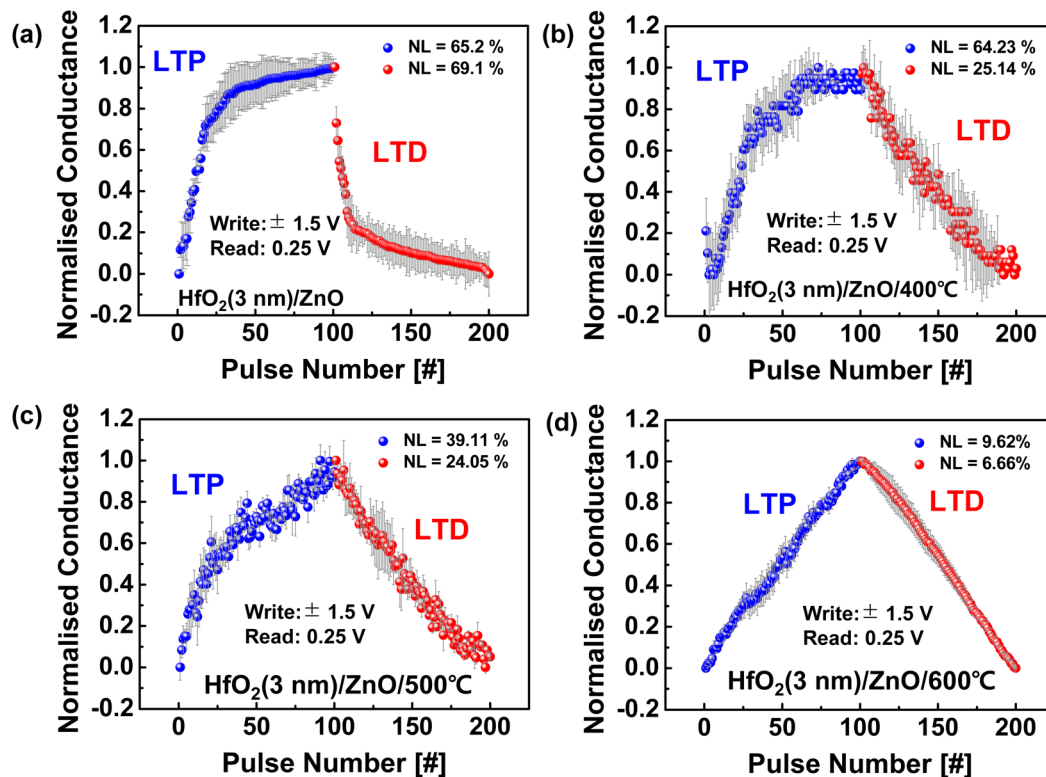 (a)
1.2
1.0
0.8
0.6
0.4
0.2
0.0
-0.2
Normalised Conductance
LTP
NL = 65.2 %
NL = 69.1 %
LTD
Write: ± 1.5 V
Read: 0.25 V
HfO₂(3 nm)/ZnO
0 50 100 150 200
Pulse Number [#]
(b)
1.2
1.0
0.8
0.6
0.4
0.2
0.0
-0.2
Normalised Conductance
LTP
NL = 64.23 %
NL = 25.14 %
LTD
Write: ± 1.5 V
Read: 0.25 V
HfO₂(3 nm)/ZnO/400℃
0 50 100 150 200
Pulse Number [#]
(c)
1.2
1.0
0.8
0.6
0.4
0.2
0.0
-0.2
Normalised Conductance
LTP
NL = 39.11 %
NL = 24.05 %
LTD
Write: ± 1.5 V
Read: 0.25 V
HfO₂(3 nm)/ZnO/500℃
0 50 100 150 200
Pulse Number [#]
(d)
1.2
1.0
0.8
0.6
0.4
0.2
0.0
-0.2
Normalised Conductance
LTP
NL = 9.62%
NL = 6.66%
LTD
Write: ± 1.5 V
Read: 0.25 V
HfO₂(3 nm)/ZnO/600℃
0 50 100 150 200
Pulse Number [#]